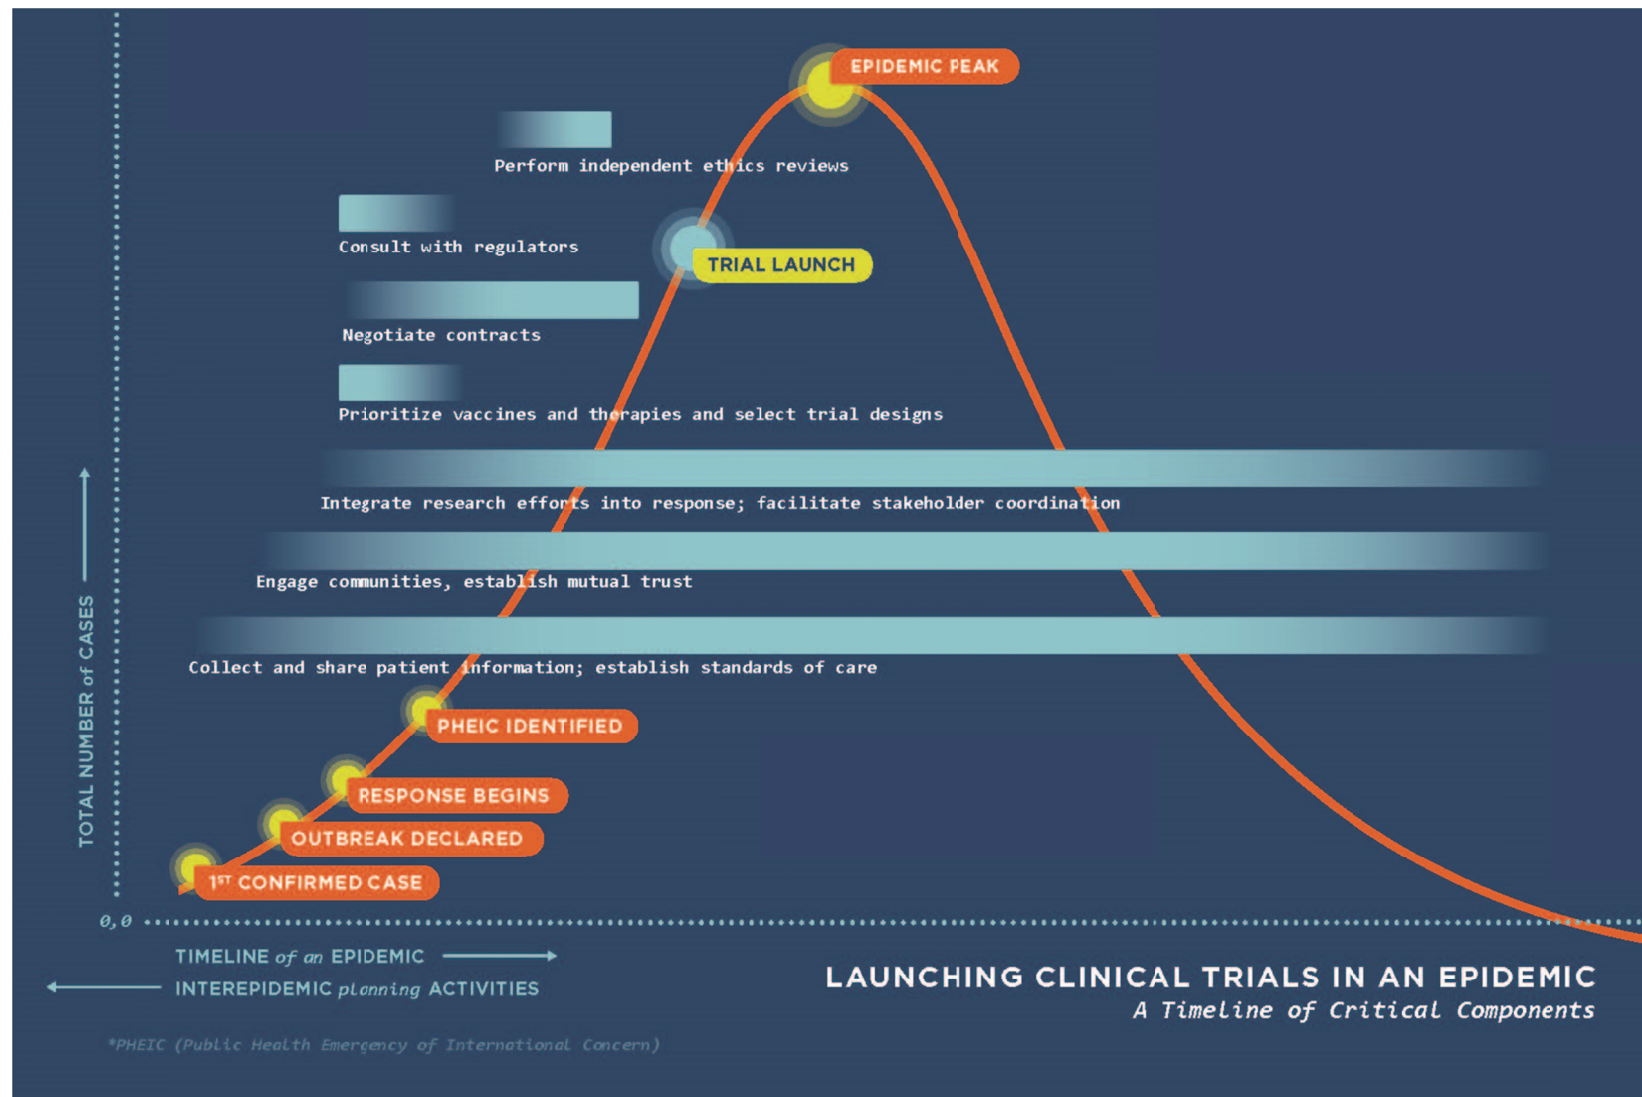 EPIDEMIC PEAK
Perform independent ethics reviews
Consult with regulators
TRIAL LAUNCH
Negotiate contracts
Prioritize vaccines and therapies and select trial designs
Integrate research efforts into response; facilitate stakeholder coordination
Engage communities, establish mutual trust
Collect and share patient information; establish standards of care
PHEIC IDENTIFIED
RESPONSE BEGINS
OUTBREAK DECLARED
1ST CONFIRMED CASE
TOTAL NUMBER of CASES
0,0
TIMELINE of an EPIDEMIC
INTEREPIDEMIC planning ACTIVITIES
LAUNCHING CLINICAL TRIALS IN AN EPIDEMIC
A Timeline of Critical Components
*PHEIC (Public Health Emergency of International Concern)